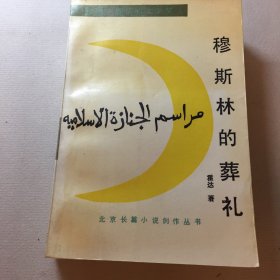 穆斯林的葬礼
霍达 著
مراسم الجنازة الاسلاميه
北京长篇小说创作丛书